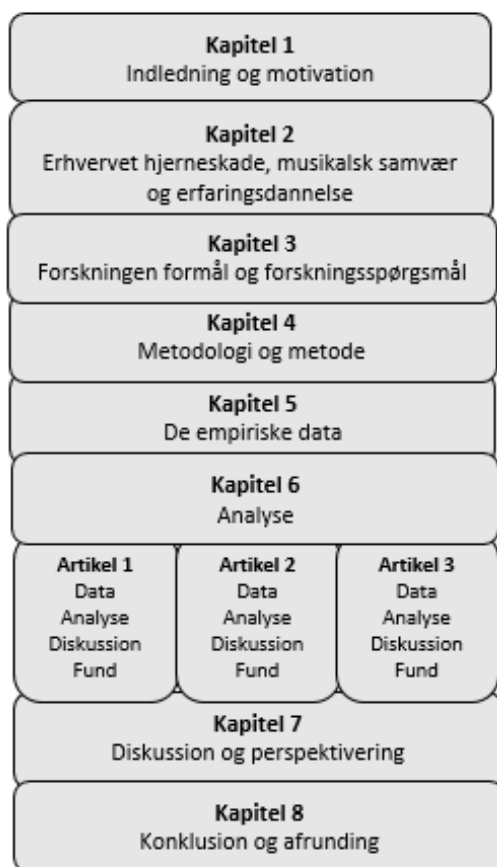 Kapitel 1
Indledning og motivation
Kapitel 2
Erhvervet hjerneskade, musikalsk samvær
og erfaringsdannelse
Kapitel 3
Forskningen formål og forskningsspørgsmål
Kapitel 4
Metodologi og metode
Kapitel 5
De empiriske data
Kapitel 6
Analyse
Artikel 1
Data
Analyse
Diskussion
Fund
Artikel 2
Data
Analyse
Diskussion
Fund
Artikel 3
Data
Analyse
Diskussion
Fund
Kapitel 7
Diskussion og perspektivering
Kapitel 8
Konklusion og afrunding